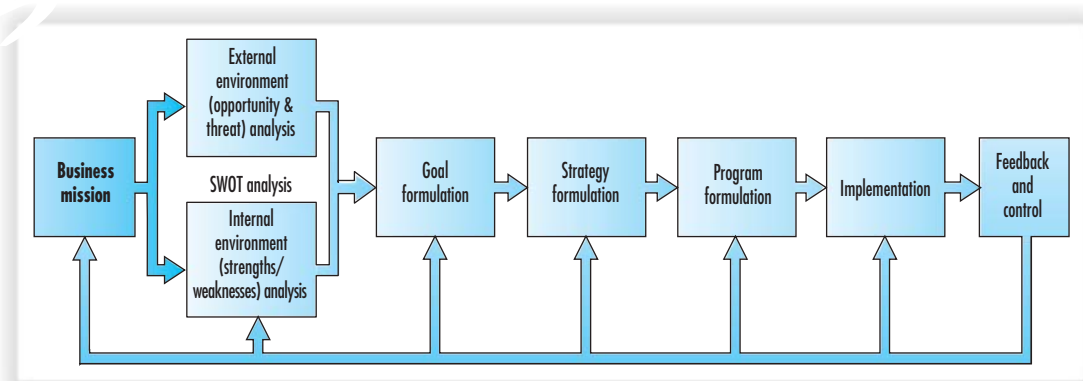 Business
mission
External
environment
(opportunity &
threat) analysis
SWOT analysis
Internal
environment
(strengths/
weaknesses) analysis
Goal
formulation
Strategy
formulation
Program
formulation
Implementation
Feedback
and
control